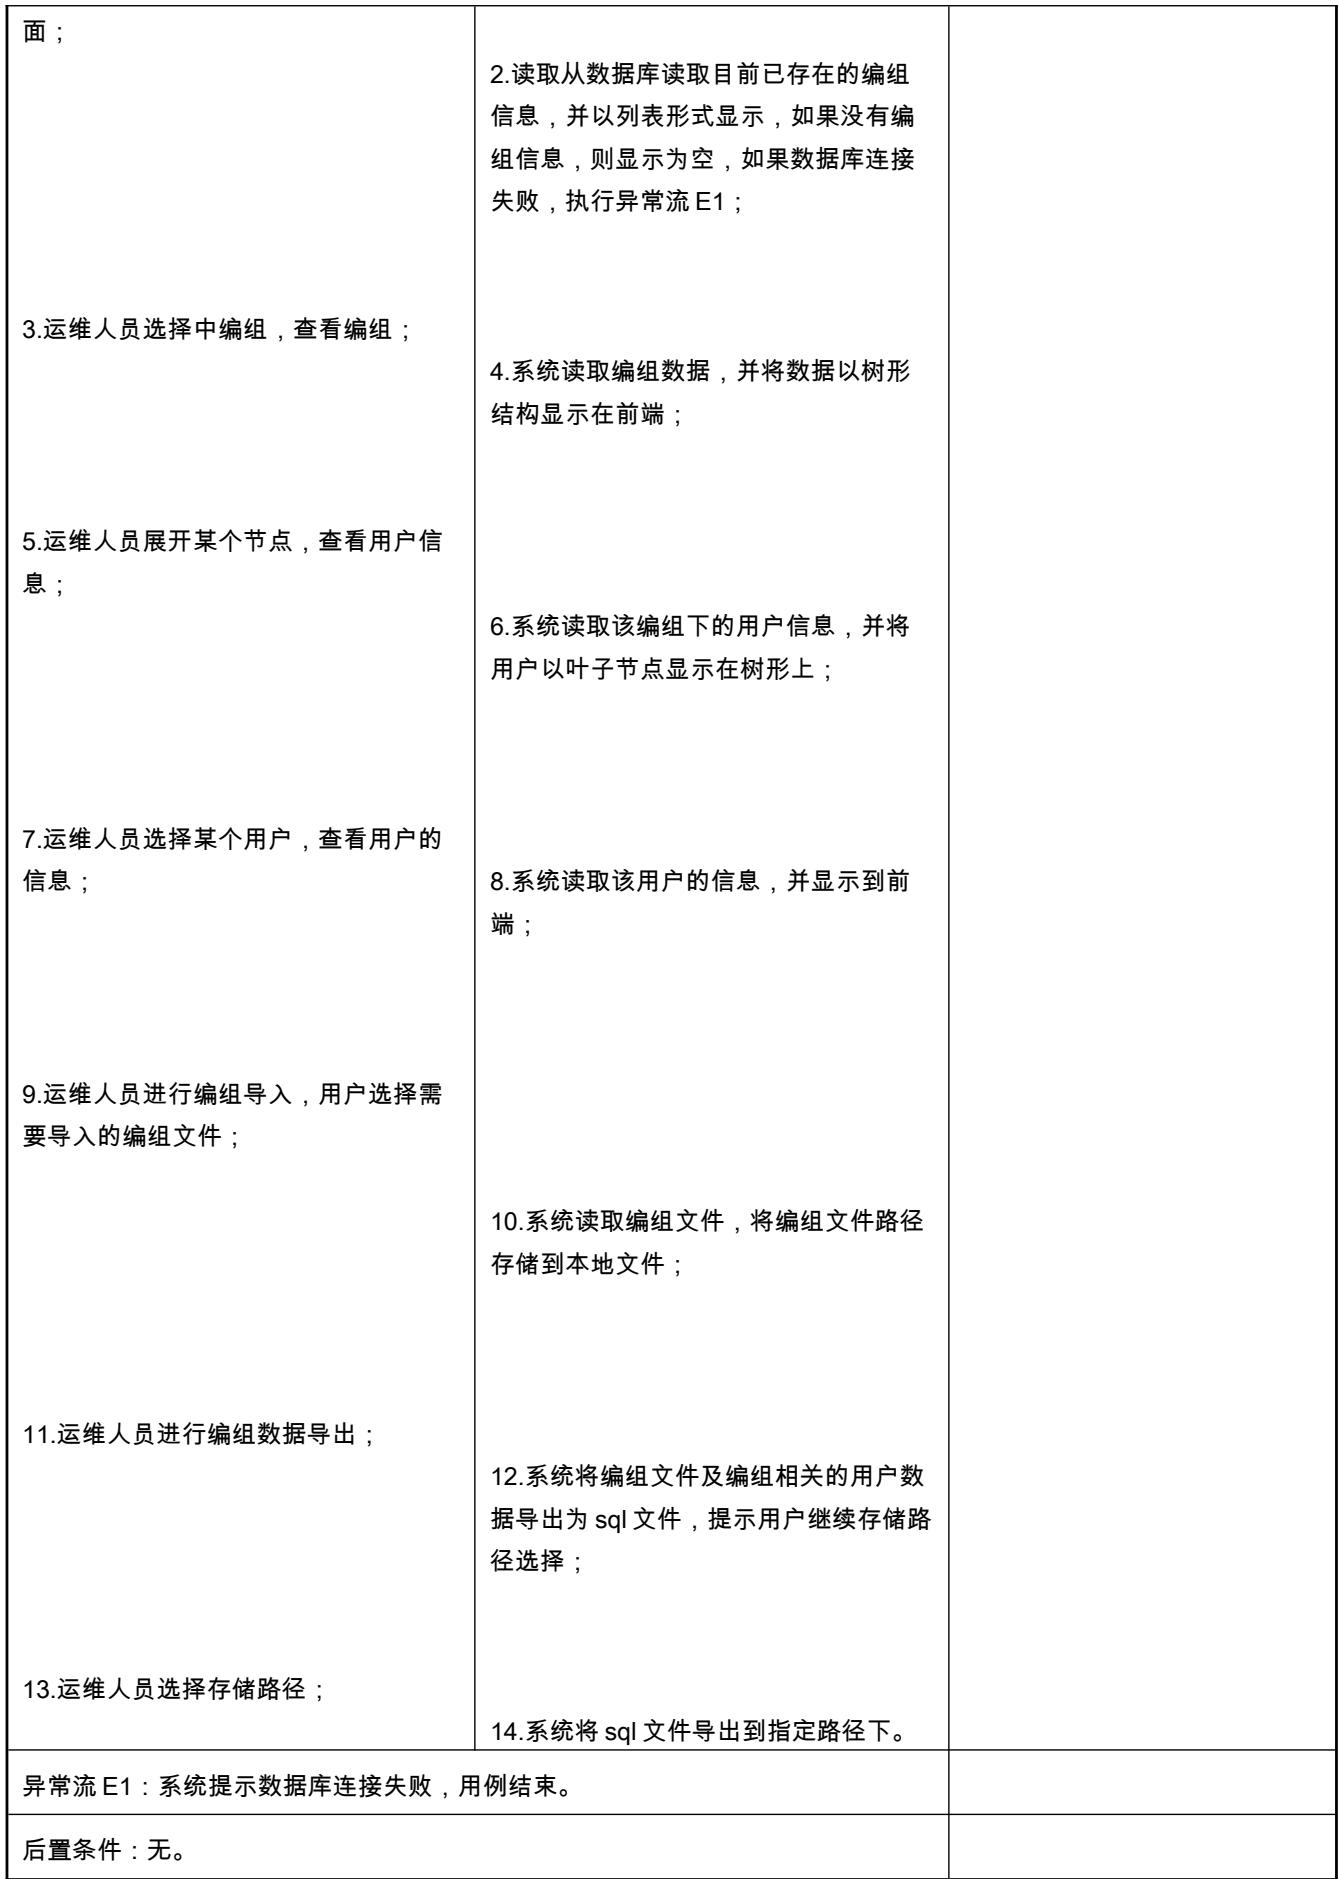 面；
2.读取从数据库读取目前已存在的编组
信息，并以列表形式显示，如果没有编
组信息，则显示为空，如果数据库连接
失败，执行异常流 E1；
3.运维人员选择中编组，查看编组；
4.系统读取编组数据，并将数据以树形
结构显示在前端；
5.运维人员展开某个节点，查看用户信
息；
6.系统读取该编组下的用户信息，并将
用户以叶子节点显示在树形上；
7.运维人员选择某个用户，查看用户的
信息；
8.系统读取该用户的信息，并显示到前
端；
9.运维人员进行编组导入，用户选择需
要导入的编组文件；
10.系统读取编组文件，将编组文件路径
存储到本地文件；
11.运维人员进行编组数据导出；
12.系统将编组文件及编组相关的用户数
据导出为 sql 文件，提示用户继续存储路
径选择；
13.运维人员选择存储路径；
14.系统将 sql 文件导出到指定路径下。
异常流 E1：系统提示数据库连接失败，用例结束。
后置条件：无。